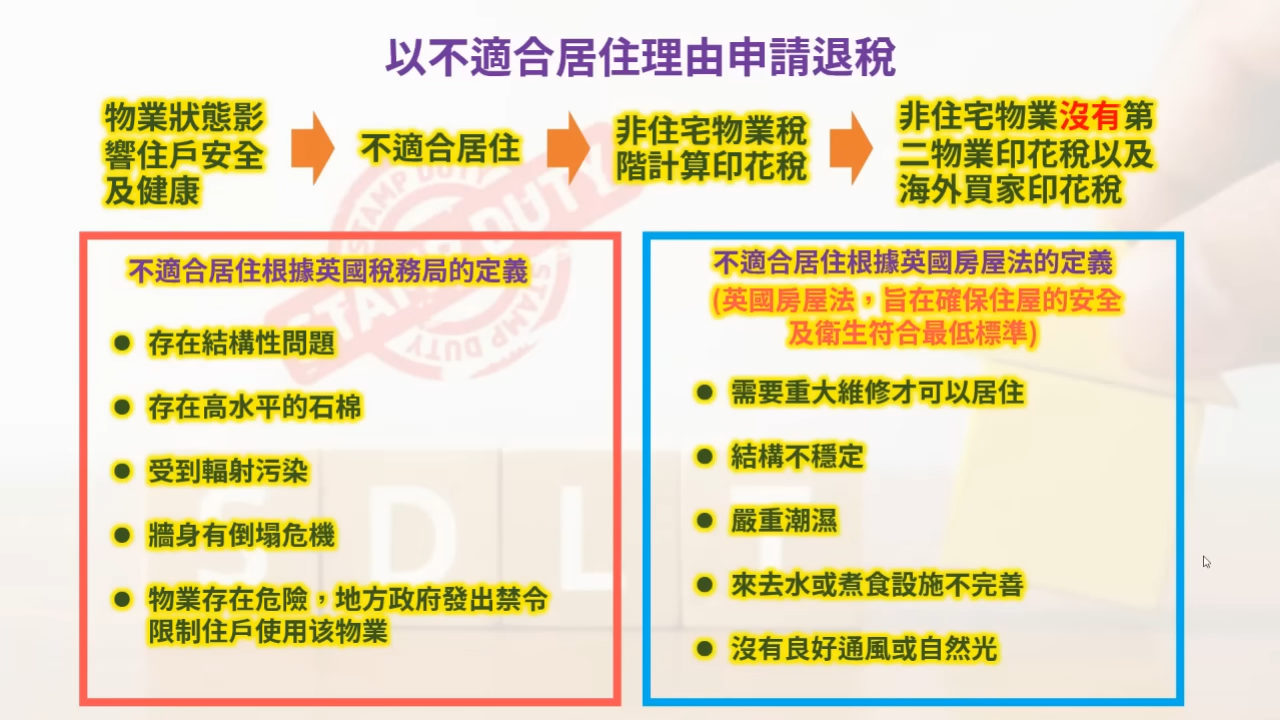 以不適合居住理由申請退稅
物業狀態影
響住戶安全
及健康
不適合居住
非住宅物業稅
階計算印花稅
非住宅物業沒有第
二物業印花稅以及
海外買家印花稅
不適合居住根據英國稅務局的定義
存在結構性問題
存在高水平的石棉
受到輻射污染
牆身有倒塌危機
物業存在危險，地方政府發出禁令
限制住戶使用该物業
不適合居住根據英國房屋法的定義
(英國房屋法，旨在確保住屋的安全
及衛生符合最低標準)
需要重大維修才可以居住
結構不穩定
嚴重潮濕
來去水或煮食設施不完善
沒有良好通風或自然光
STAMP DUTY
STAMP DUTY
STAMP DUTY
S D L T